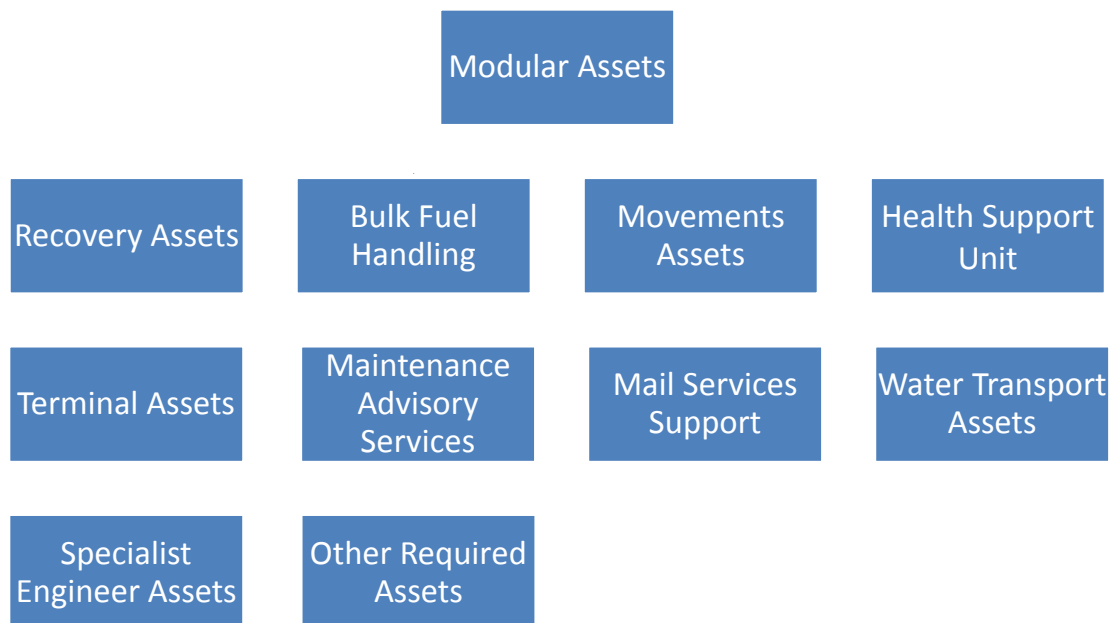 Modular Assets
Recovery Assets
Bulk Fuel
Handling
Movements
Assets
Health Support
Unit
Terminal Assets
Maintenance
Advisory
Services
Mail Services
Support
Water Transport
Assets
Specialist
Engineer Assets
Other Required
Assets